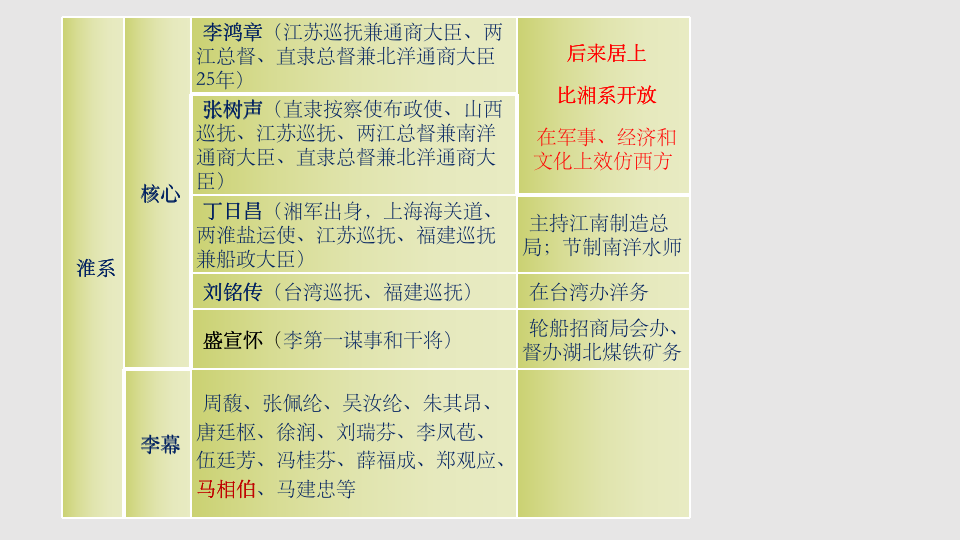 淮系
核心
李鸿章（江苏巡抚兼通商大臣、两
江总督、直隶总督兼北洋通商大臣
25年）
后来居上
比湘系开放
在军事、经济和
文化上效仿西方
张树声（直隶按察使布政使、山西
巡抚、江苏巡抚、两江总督兼南洋
通商大臣、直隶总督兼北洋通商大
臣）
丁日昌（湘军出身，上海海关道、
两淮盐运使、江苏巡抚、福建巡抚
兼船政大臣）
主持江南制造总
局；节制南洋水师
刘铭传（台湾巡抚、福建巡抚）
在台湾办洋务
盛宣怀（李第一谋事和干将）
轮船招商局会办、
督办湖北煤铁矿务
李幕
周馥、张佩纶、吴汝纶、朱其昂、
唐廷枢、徐润、刘瑞芬、李凤苞、
伍廷芳、冯桂芬、薛福成、郑观应、
马相伯、马建忠等